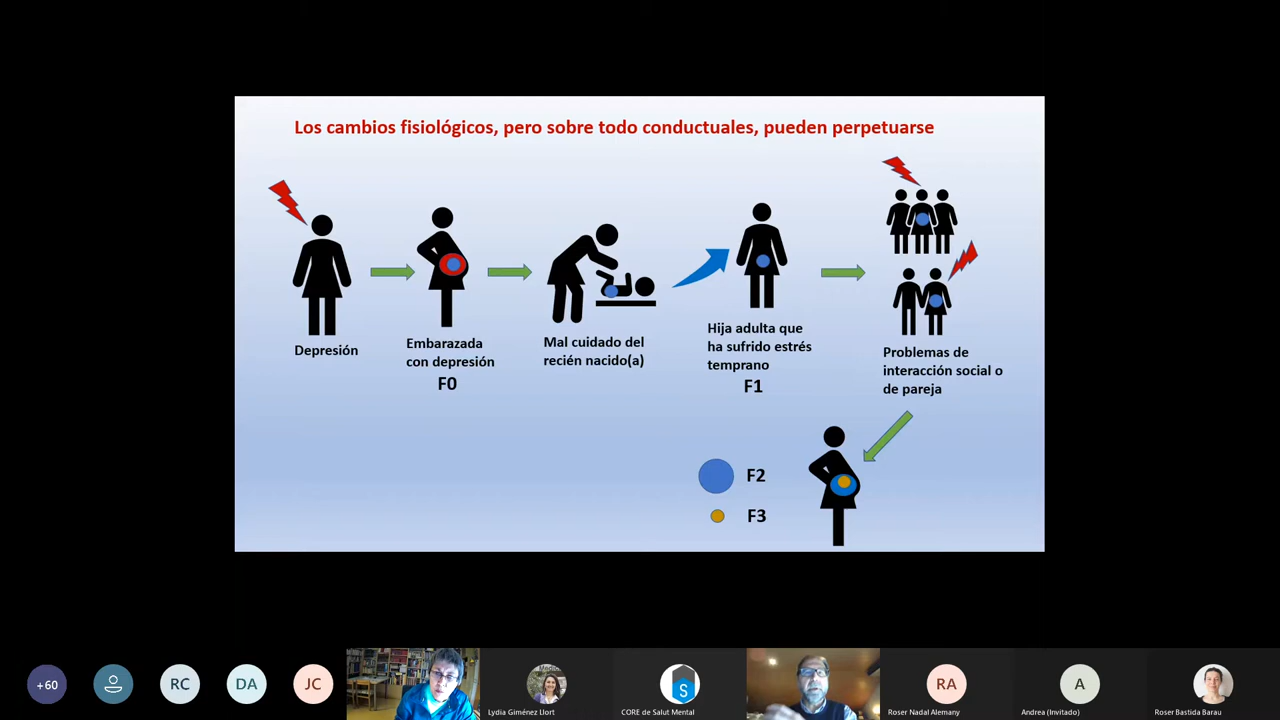 Los cambios fisiológicos, pero sobre todo conductuales, pueden perpetuarse
Depresión
Embarazada
con depresión
F0
Mal cuidado del
recién nacido(a)
Hija adulta que
ha sufrido estrés
temprano
F1
Problemas de
interacción social o
de pareja
F2
F3
+60
RC
DA
JC
Lydia Giménez Llort
S
CORE de Salut Mental
RA
Roser Nadal Alemany
A
Andrea (Invitado)
Roser Bastida Barau